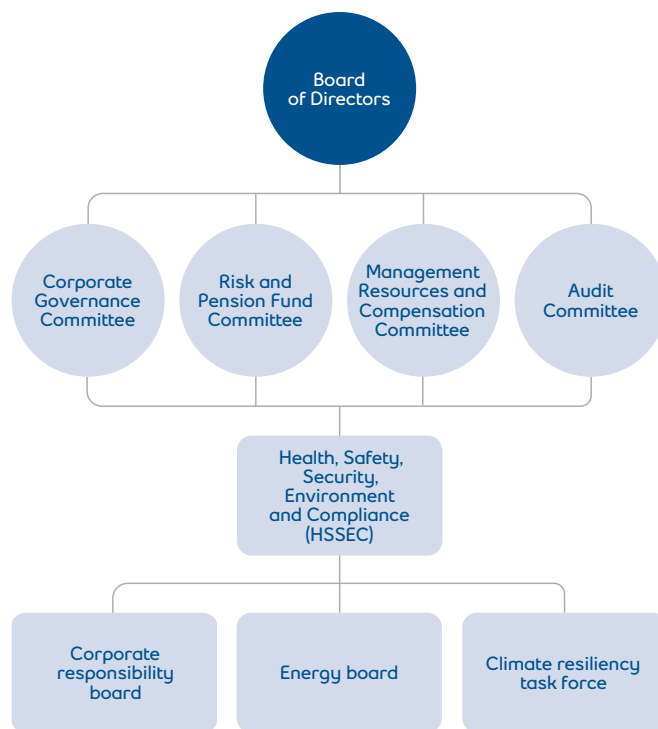 Board
of Directors
Corporate
Governance
Committee
Risk and
Pension Fund
Committee
Management
Resources and
Compensation
Committee
Audit
Committee
Health, Safety,
Security,
Environment
and Compliance
(HSSEC)
Corporate
responsibility
board
Energy board
Climate resiliency
task force